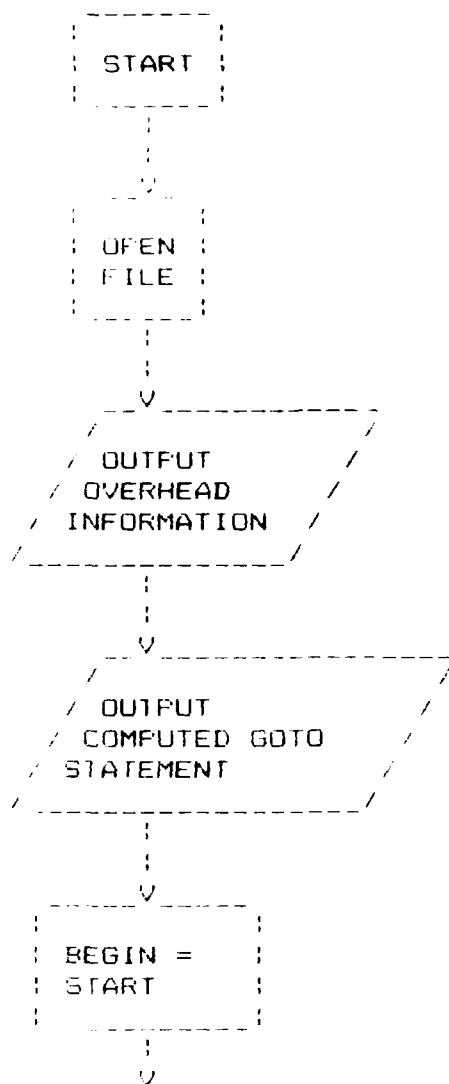 START
OPEN
FILE
OUTPUT
OVERHEAD
INFORMATION
OUTPUT
COMPUTED GOTO
STATEMENT
BEGIN =
START